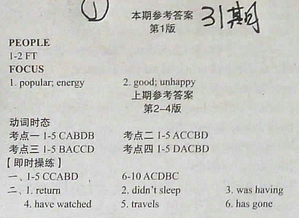 ①
本期参考答案 31期
第1版
PEOPLE
1-2 FT
FOCUS
1. popular; energy 2. good; unhappy
上期参考答案
第2-4版
动词时态
考点一 1-5 CABDB 考点二 1-5 ACCBD
考点三 1-5 BACCD 考点四 1-5 DACBD
【即时操练】
一、1-5 CCABD 6-10 ACDBC
二、1. return 2. didn't sleep 3. was having
4. have watched 5. travels 6. has gone